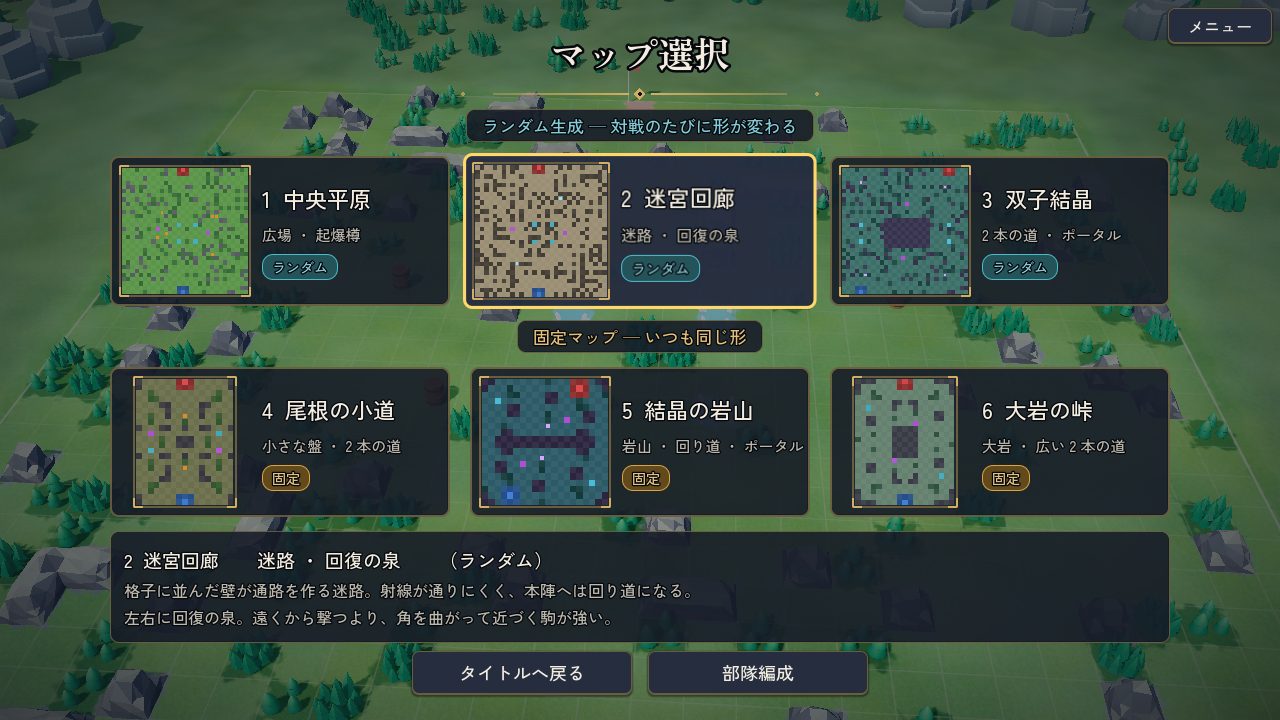 メニュー
マップ選択
ランダム生成 ― 対戦のたびに形が変わる
1 中央平原
広場 ・ 起爆樽
ランダム
2 迷宮回廊
迷路 ・ 回復の泉
ランダム
3 双子結晶
2本の道 ・ ポータル
ランダム
固定マップ ― いつも同じ形
4 尾根の小道
小さな盤 ・ 2本の道
固定
5 結晶の岩山
岩山 ・ 回り道 ・ ポータル
固定
6 大岩の峠
大岩 ・ 広い2本の道
固定
2 迷宮回廊　　迷路 ・ 回復の泉　　（ランダム）
格子に並んだ壁が通路を作る迷路。射線が通りにくく、本陣へは回り道になる。
左右に回復の泉。遠くから撃つより、角を曲がって近づく駒が強い。
タイトルへ戻る
部隊編成